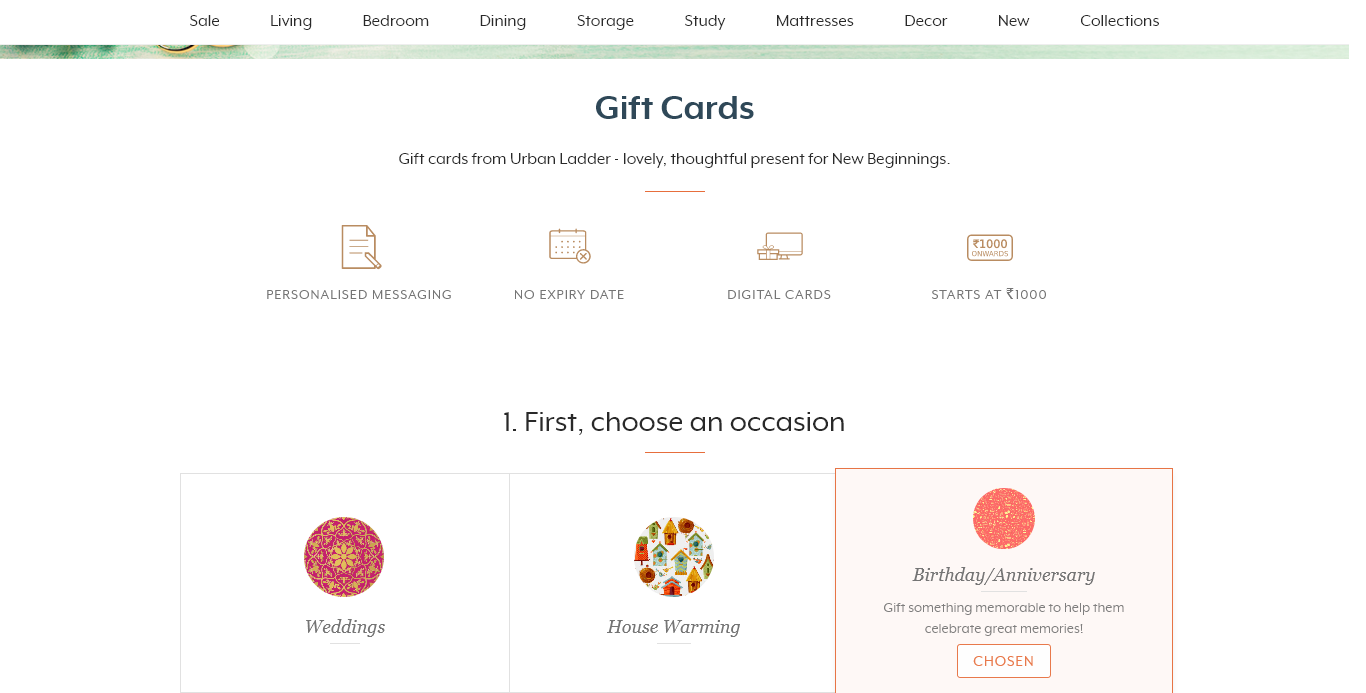 Sale Living Bedroom Dining Storage Study Mattresses Decor New Collections
Gift Cards
Gift cards from Urban Ladder - lovely, thoughtful present for New Beginnings.
₹1000
ONWARDS
PERSONALISED MESSAGING NO EXPIRY DATE DIGITAL CARDS STARTS AT ₹1000
1. First, choose an occasion
Weddings
House Warming
Birthday/Anniversary
Gift something memorable to help them
celebrate great memories!
CHOSEN